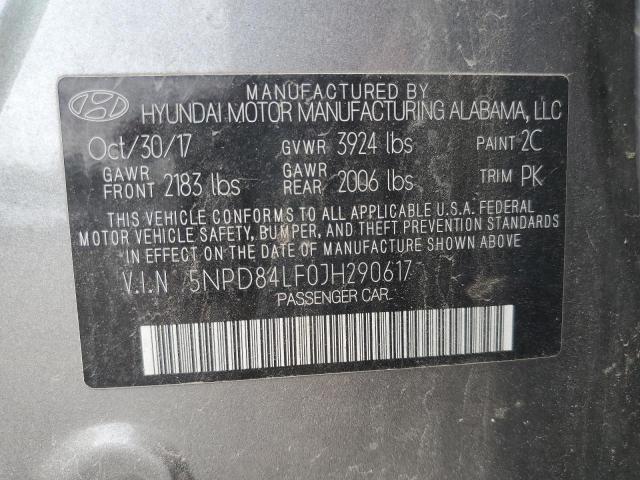 MANUFACTURED BY
HYUNDAI MOTOR MANUFACTURING ALABAMA, LLC
Oct/30/17 GVWR 3924 lbs PAINT 2C
GAWR FRONT 2183 lbs GAWR REAR 2006 lbs TRIM PK
THIS VEHICLE CONFORMS TO ALL APPLICABLE U.S.A. FEDERAL
MOTOR VEHICLE SAFETY, BUMPER, AND THEFT PREVENTION STANDARDS
IN EFFECT ON THE DATE OF MANUFACTURE SHOWN ABOVE.
V.I.N 5NPD84LF0JH290617
PASSENGER CAR